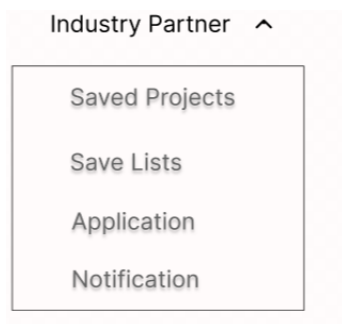 Industry Partner
Saved Projects
Save Lists
Application
Notification